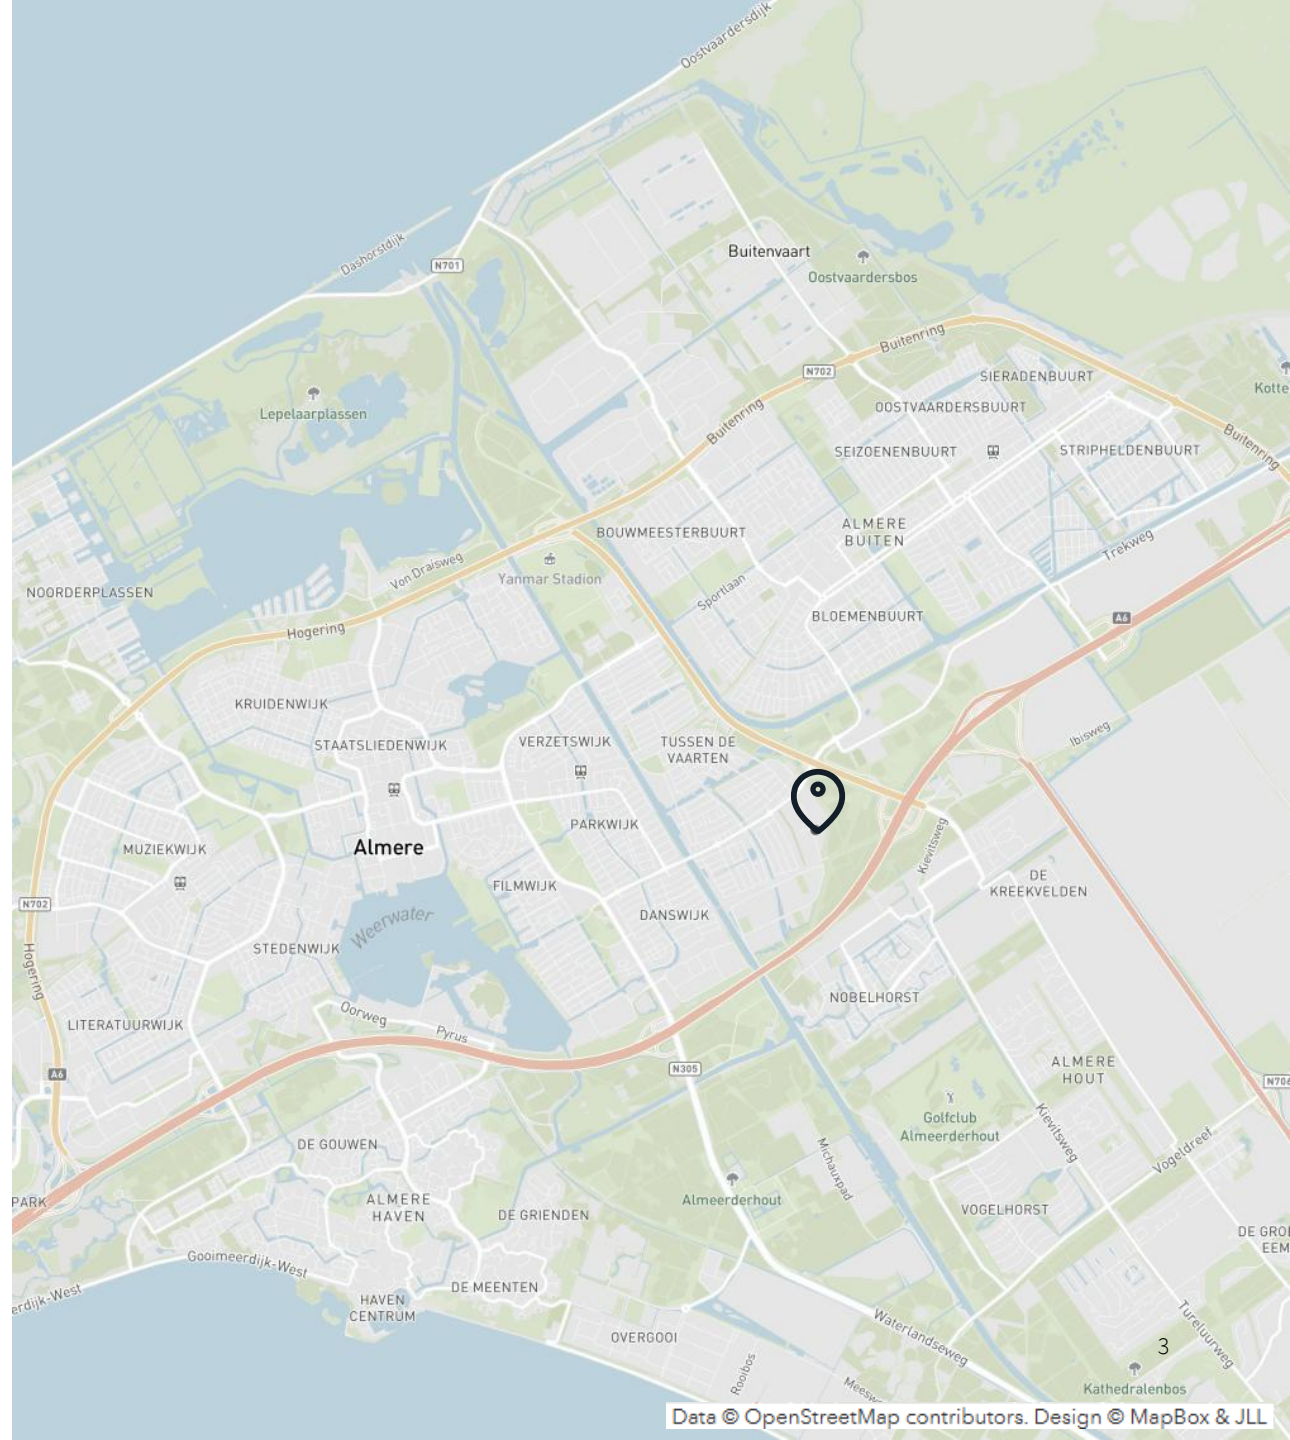 Oostvaardersdijk
Dashorstdijk
N701
Buitenvaart
Oostvaardersbos
Buitenring
N702
SIERADENBUURT
Kotte
Lepelaarplassen
Buitenring
OOSTVAARDERSBUURT
Buitenring
SEIZOENENBUURT
STRIPHELDENBUURT
BOUWMEESTERBUURT
ALMERE
BUITEN
Trekweg
Von Draisweg
Yanmar Stadion
NOORDERPLASSEN
Sportlaan
BLOEMENBUURT
A6
Hogering
KRUIDENWIJK
STAATSLIEDENWIJK
VERZETSWIJK
TUSSEN DE
VAARTEN
Ibisweg
MUZIEKWIJK
Almere
PARKWIJK
Kievitsweg
FILMWIJK
DE
KREEKVELDEN
N702
Weerwater
DANSWIJK
STEDENWIJK
Hogering
NOBELHORST
LITERATUURWIJK
Oorweg
Pyrus
A6
N305
ALMERE
HOUT
N706
Golfclub
Almeerderhout
Kievitsweg
DE GOUWEN
Michauxpad
Vogeldreef
PARK
ALMERE
HAVEN
DE GRIENDEN
Almeerderhout
VOGELHORST
DE GROE
EEM
Gooimeerdijk-West
erdijk-West
DE MEENTEN
HAVEN
CENTRUM
OVERGOOI
Waterlandseweg
Tureluurweg
3
Rooibos
Meesw
Kathedralenbos
Data © OpenStreetMap contributors. Design © MapBox & JLL